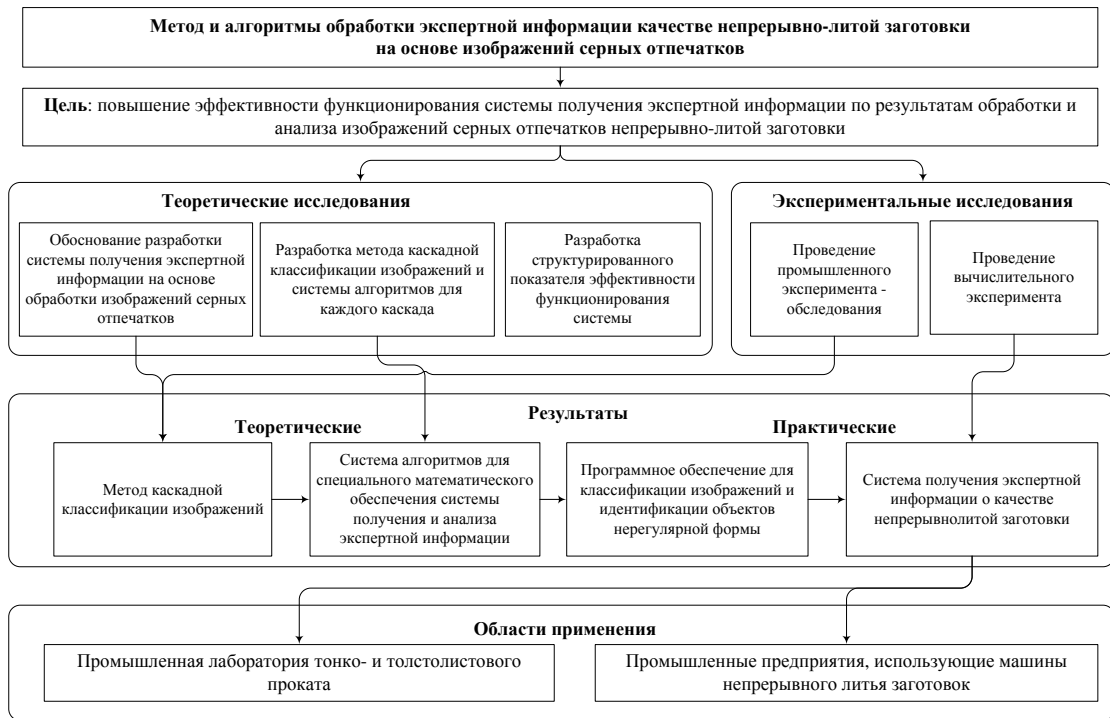 Метод и алгоритмы обработки экспертной информации качестве непрерывно-литой заготовки
на основе изображений серных отпечатков
Цель: повышение эффективности функционирования системы получения экспертной информации по результатам обработки и
анализа изображений серных отпечатков непрерывно-литой заготовки
Теоретические исследования
Обоснование разработки
системы получения экспертной
информации на основе
обработки изображений серных
отпечатков
Разработка метода каскадной
классификации изображений и
системы алгоритмов для
каждого каскада
Разработка
структурированного
показателя эффективности
функционирования
системы
Экспериментальные исследования
Проведение
промышленного
эксперимента -
обследования
Проведение
вычислительного
эксперимента
Результаты
Теоретические
Практические
Метод каскадной
классификации изображений
Система алгоритмов для
специального математического
обеспечения системы
получения и анализа
экспертной информации
Программное обеспечение для
классификации изображений и
идентификации объектов
нерегулярной формы
Система получения экспертной
информации о качестве
непрерывнолитой заготовки
Области применения
Промышленная лаборатория тонко- и толстолистового
проката
Промышленные предприятия, использующие машины
непрерывного литья заготовок